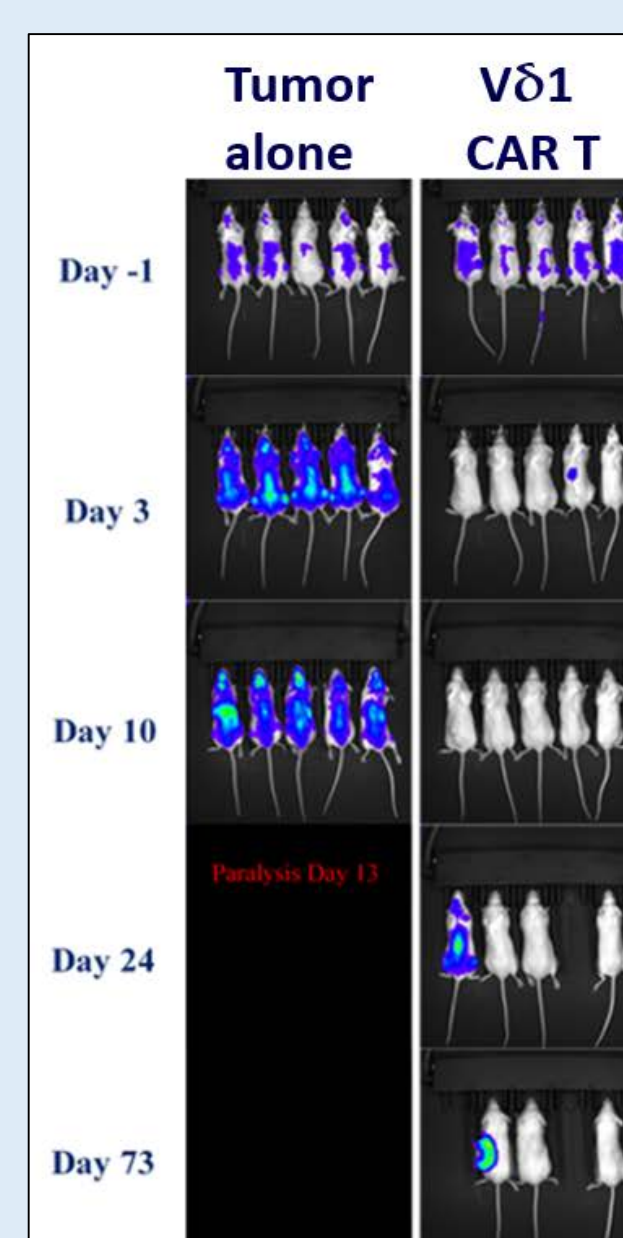 Tumor alone
Vδ1 CAR T
Day -1
Day 3
Day 10
Paralysis Day 13
Day 24
Day 73